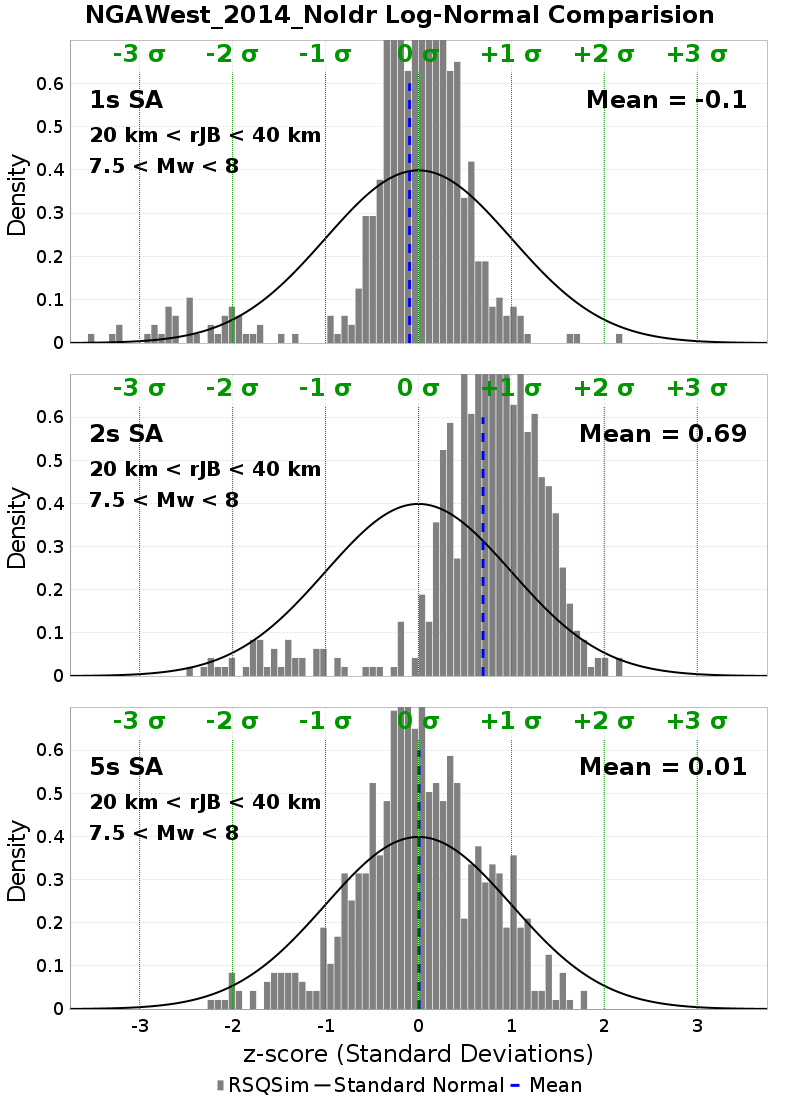 NGAWest_2014_NoIdr Log-Normal Comparision
-3 σ -2 σ -1 σ 0 σ +1 σ +2 σ +3 σ
1s SA
Mean = -0.1
20 km < rJB < 40 km
7.5 < Mw < 8
Density
0.6
0.5
0.4
0.3
0.2
0.1
0
-3 σ -2 σ -1 σ 0 σ +1 σ +2 σ +3 σ
2s SA
Mean = 0.69
20 km < rJB < 40 km
7.5 < Mw < 8
Density
0.6
0.5
0.4
0.3
0.2
0.1
0
-3 σ -2 σ -1 σ 0 σ +1 σ +2 σ +3 σ
5s SA
Mean = 0.01
20 km < rJB < 40 km
7.5 < Mw < 8
Density
0.6
0.5
0.4
0.3
0.2
0.1
0
-3 -2 -1 0 1 2 3
z-score (Standard Deviations)
RSQSim Standard Normal Mean